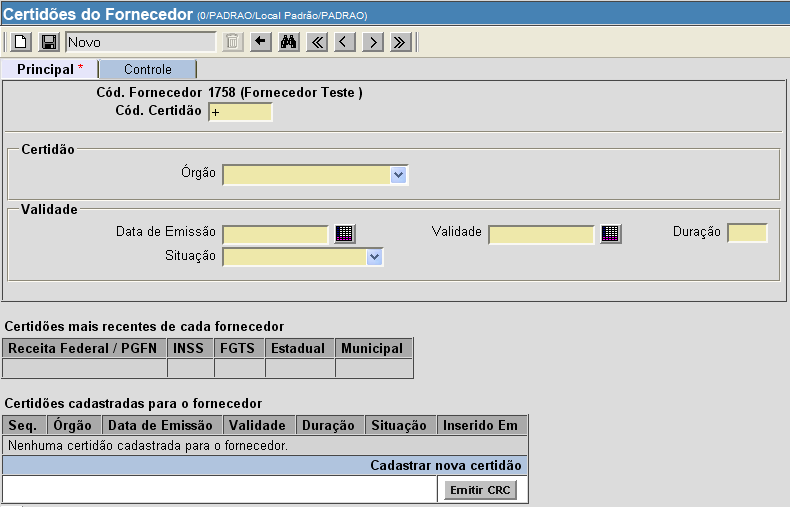 Certidões do Fornecedor (0/PADRAO/Local Padrão/PADRAO)
Novo
Principal * Controle
Cód. Fornecedor 1758 (Fornecedor Teste )
Cód. Certidão +
Certidão
Órgão
Validade
Data de Emissão Validade Duração
Situação
Certidões mais recentes de cada fornecedor
Receita Federal / PGFN INSS FGTS Estadual Municipal
Certidões cadastradas para o fornecedor
Seq. Órgão Data de Emissão Validade Duração Situação Inserido Em
Nenhuma certidão cadastrada para o fornecedor.
Cadastrar nova certidão
Emitir CRC